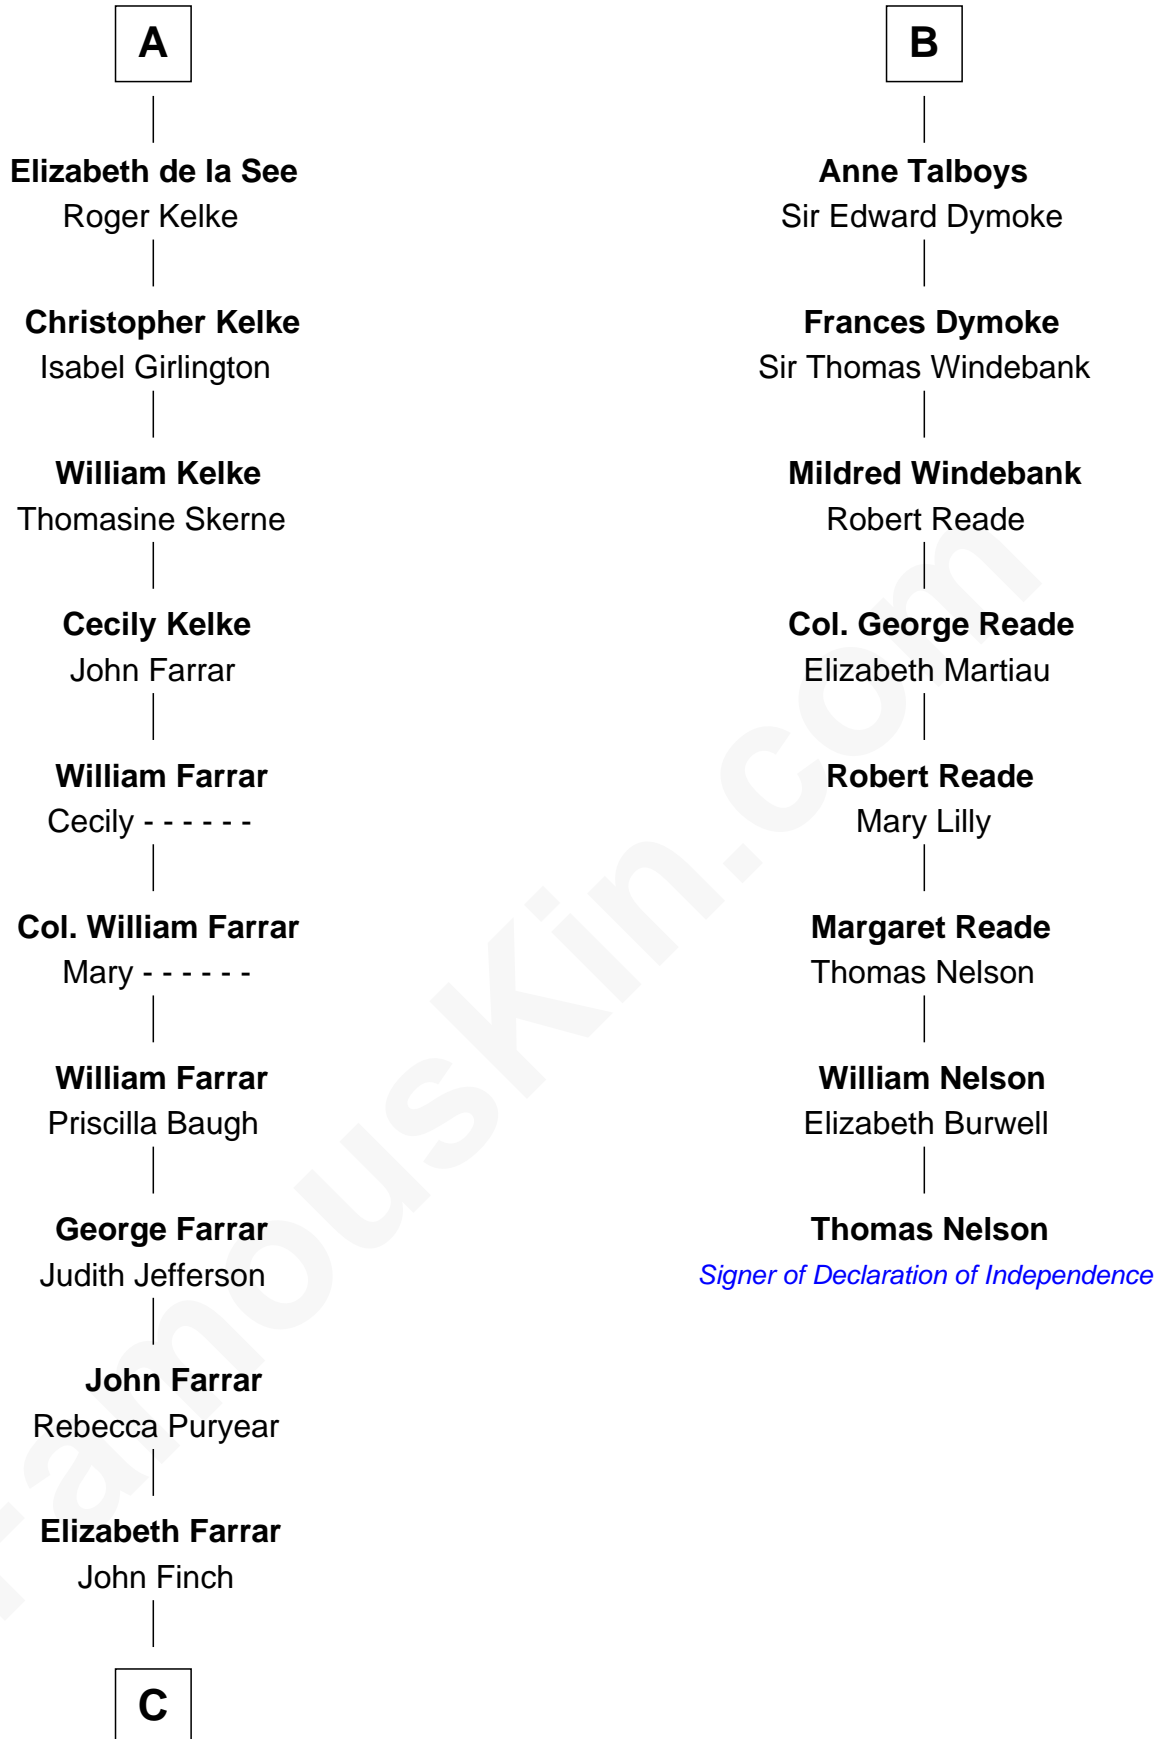 A
Elizabeth de la See
Roger Kelke
Christopher Kelke
Isabel Girlington
William Kelke
Thomasine Skerne
Cecily Kelke
John Farrar
William Farrar
Cecily - - - - - -
Col. William Farrar
Mary - - - - - -
William Farrar
Priscilla Baugh
George Farrar
Judith Jefferson
John Farrar
Rebecca Puryear
Elizabeth Farrar
John Finch
C
B
Anne Talboys
Sir Edward Dymoke
Frances Dymoke
Sir Thomas Windebank
Mildred Windebank
Robert Reade
Col. George Reade
Elizabeth Martiau
Robert Reade
Mary Lilly
Margaret Reade
Thomas Nelson
William Nelson
Elizabeth Burwell
Thomas Nelson
Signer of Declaration of Independence
FamousKin.com